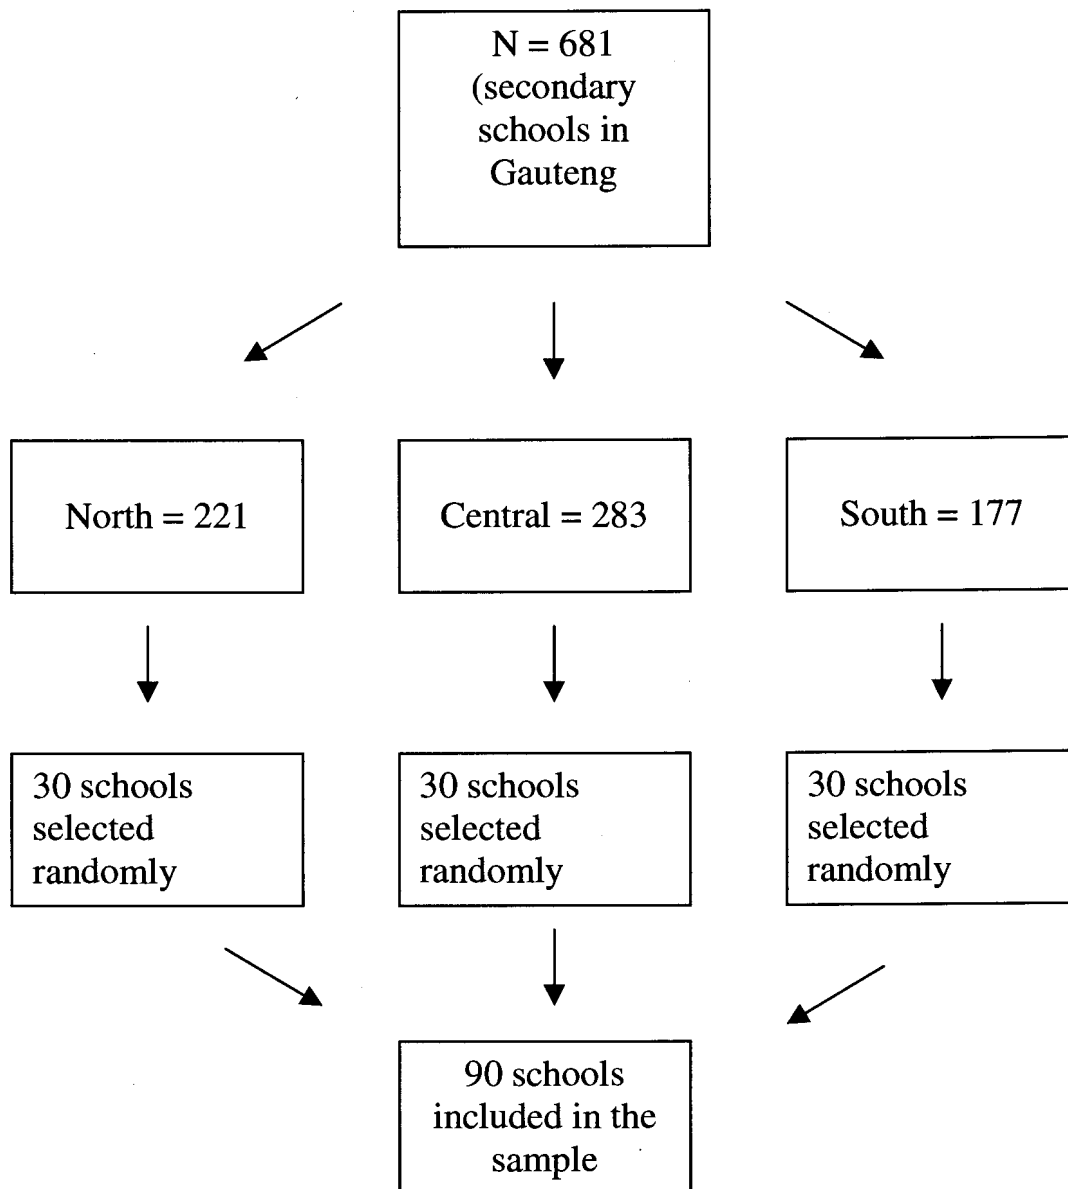 N = 681
(secondary
schools in
Gauteng
North = 221
Central = 283
South = 177
30 schools
selected
randomly
30 schools
selected
randomly
30 schools
selected
randomly
90 schools
included in the
sample